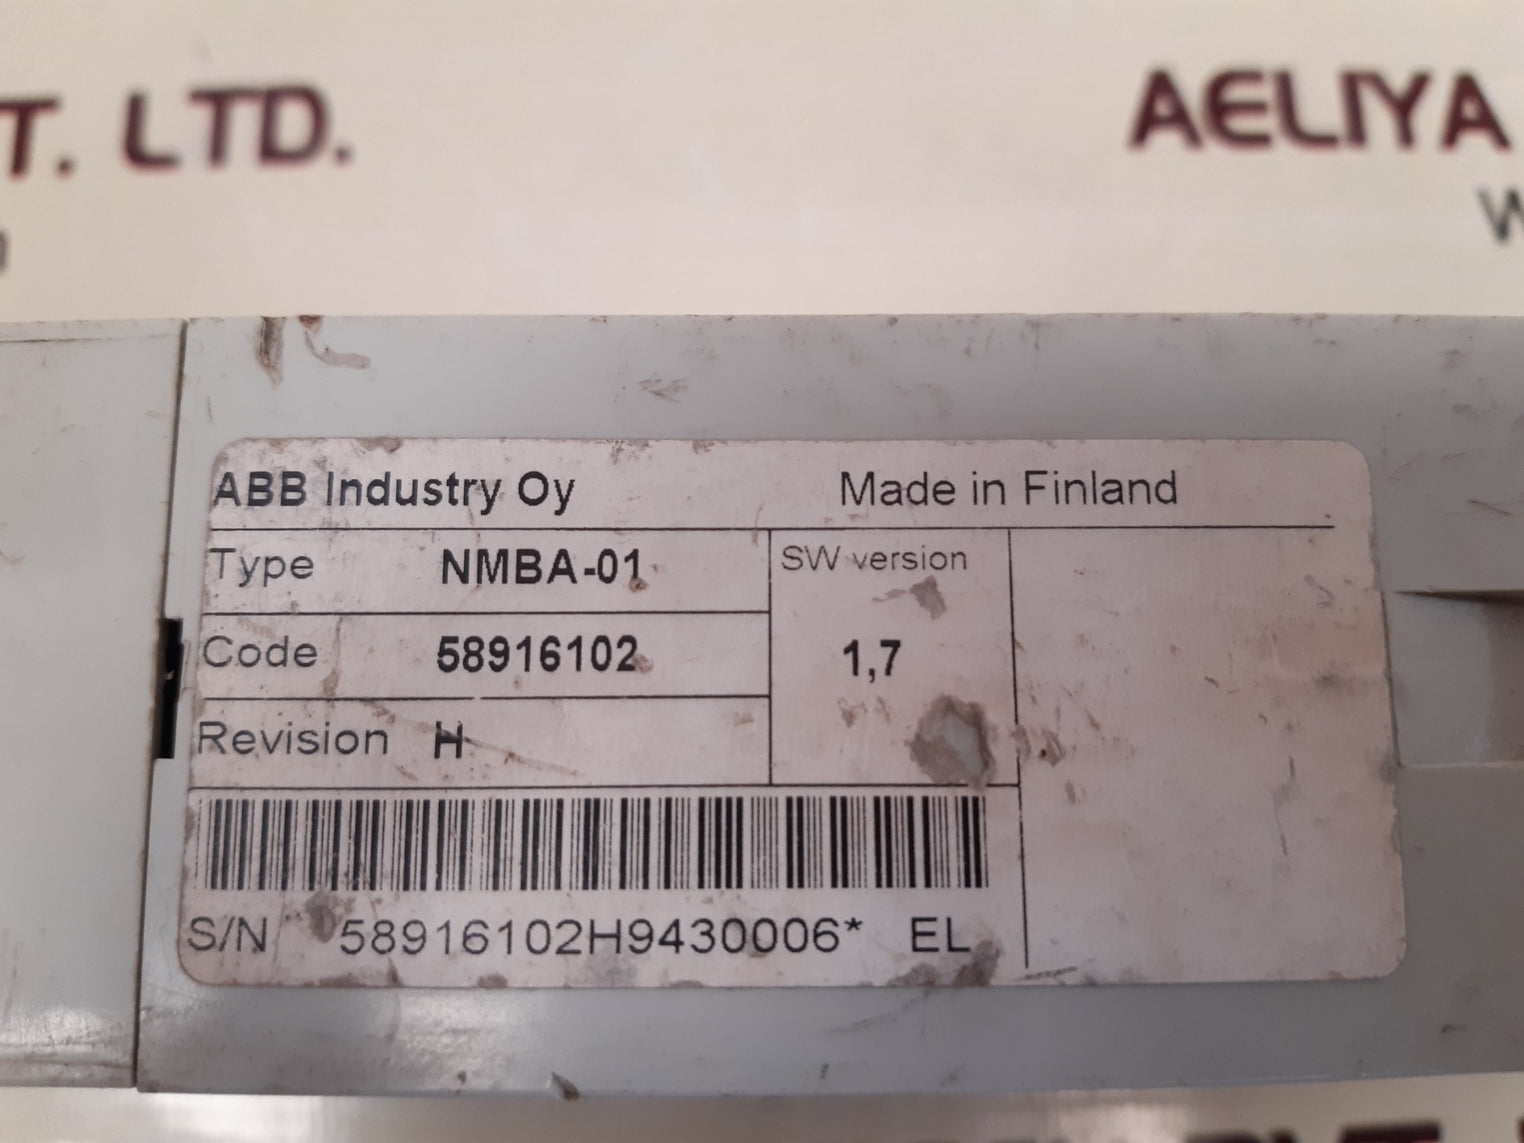 T. LTD.
AELIYA
W
ABB Industry Oy Made in Finland
Type NMBA-01 SW version
Code 58916102 1,7
Revision H
S/N 58916102H9430006* EL